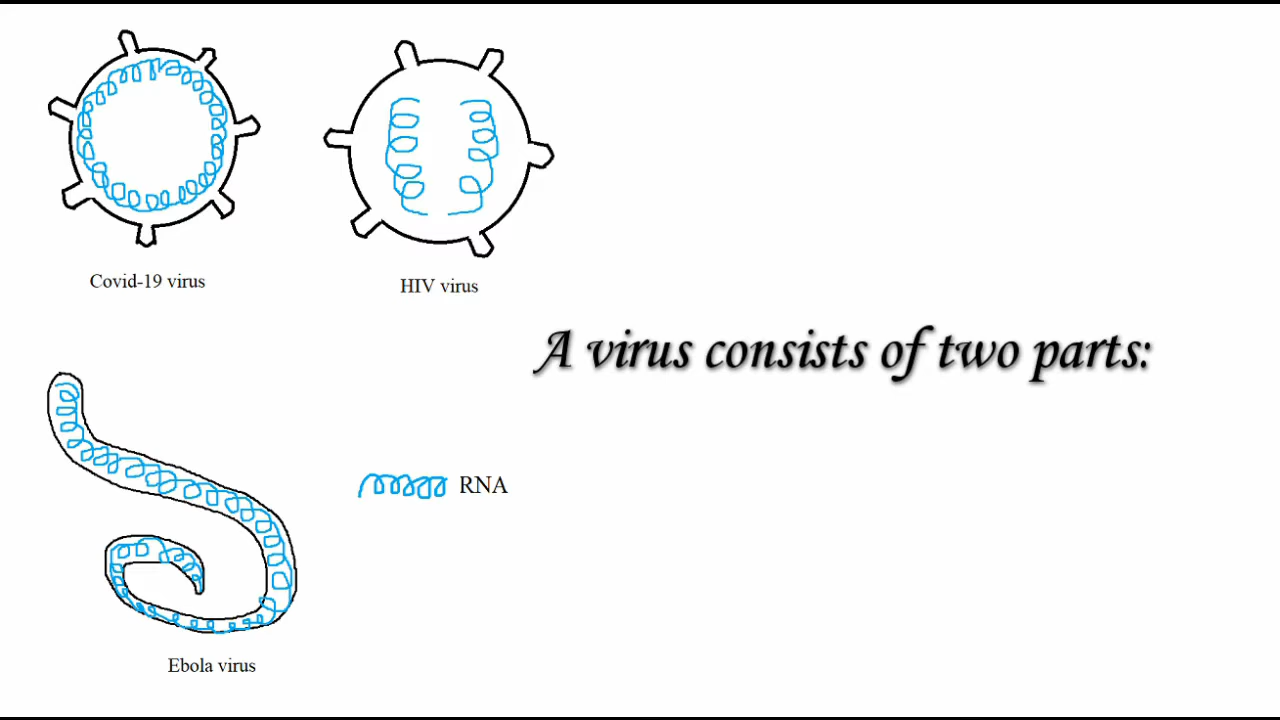 Covid-19 virus
HIV virus
A virus consists of two parts:
RNA
Ebola virus